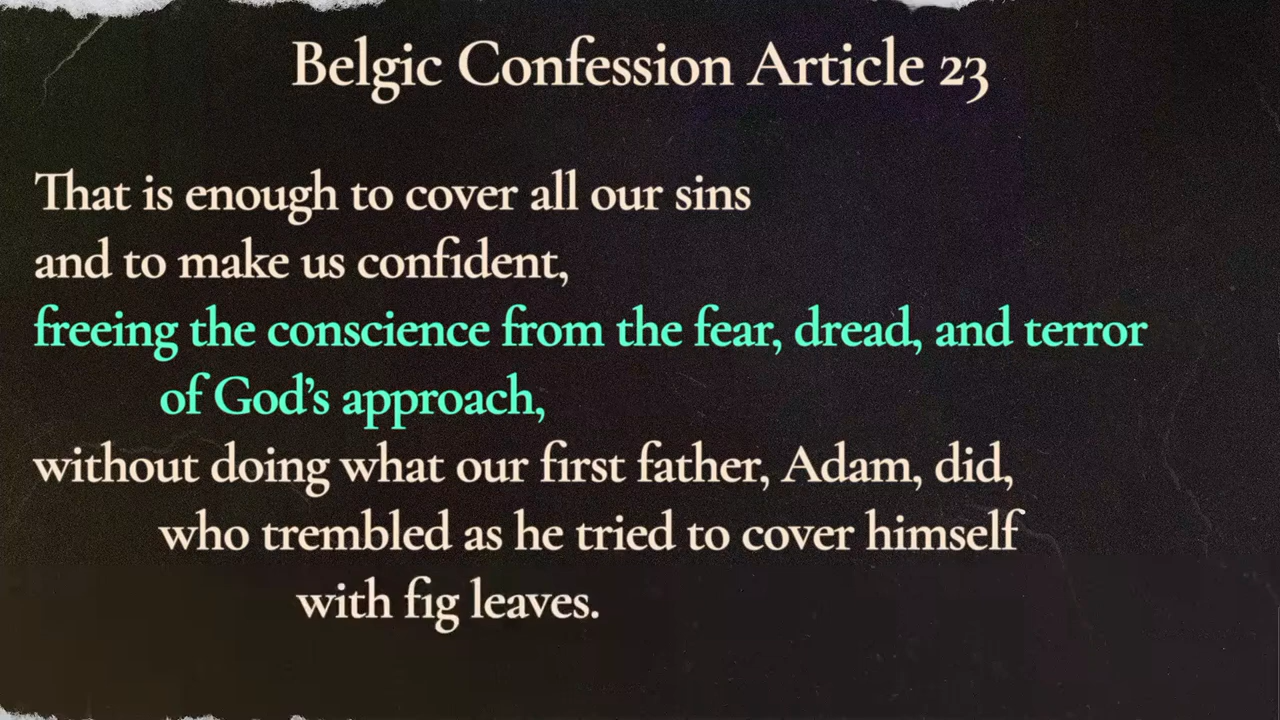 Belgic Confession Article 23
That is enough to cover all our sins
and to make us confident,
freeing the conscience from the fear, dread, and terror
of God’s approach,
without doing what our first father, Adam, did,
who trembled as he tried to cover himself
with fig leaves.